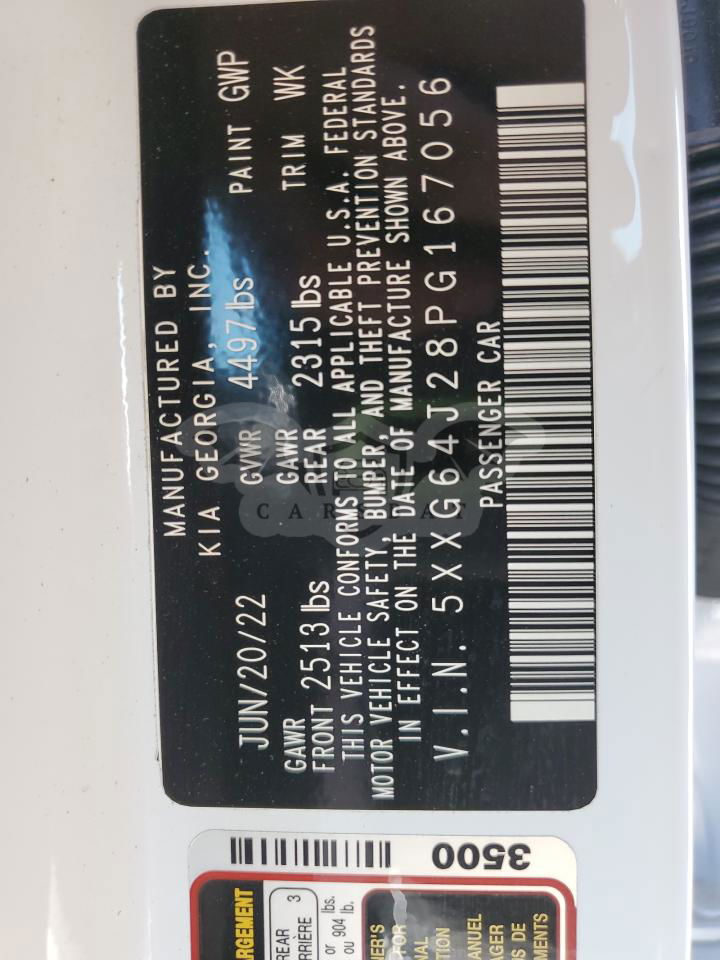 MANUFACTURED BY
KIA GEORGIA, INC.
JUN/20/22 GVWR 4497 lbs PAINT GWP
GAWR FRONT 2513 lbs GAWR REAR 2315 lbs TRIM WK
THIS VEHICLE CONFORMS TO ALL APPLICABLE U.S.A. FEDERAL
MOTOR VEHICLE SAFETY, BUMPER, AND THEFT PREVENTION STANDARDS
IN EFFECT ON THE DATE OF MANUFACTURE SHOWN ABOVE.
V.I.N. 5XXG64J28PG167056
PASSENGER CAR
3500
REAR 3
lbs.
or
ou 904 lb.
FOR